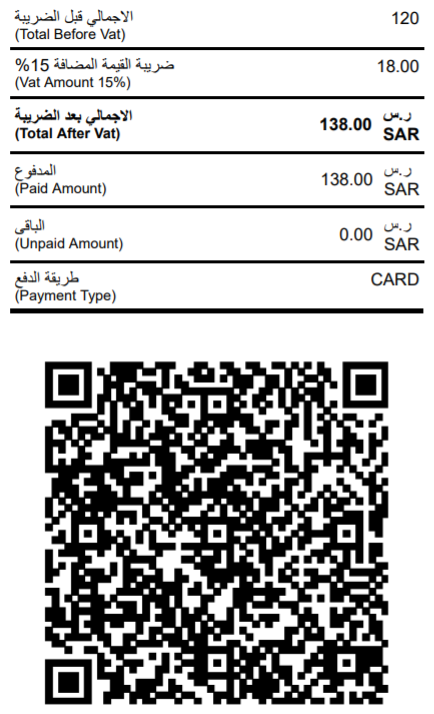 الاجمالي قبل الضريبة 120
(Total Before Vat)
ضريبة القيمة المضافة 15% 18.00
(Vat Amount 15%)
الاجمالي بعد الضريبة 138.00 ر.س
(Total After Vat) SAR
المدفوع 138.00 ر.س
(Paid Amount) SAR
الباقى 0.00 ر.س
(Unpaid Amount) SAR
طريقة الدفع CARD
(Payment Type)